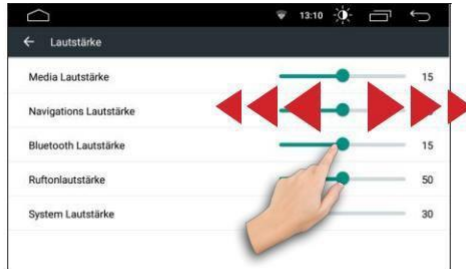 13:10
Lautstärke
Media Lautstärke 15
Navigations Lautstärke
Bluetooth Lautstärke 15
Ruftonlautstärke 50
System Lautstärke 30